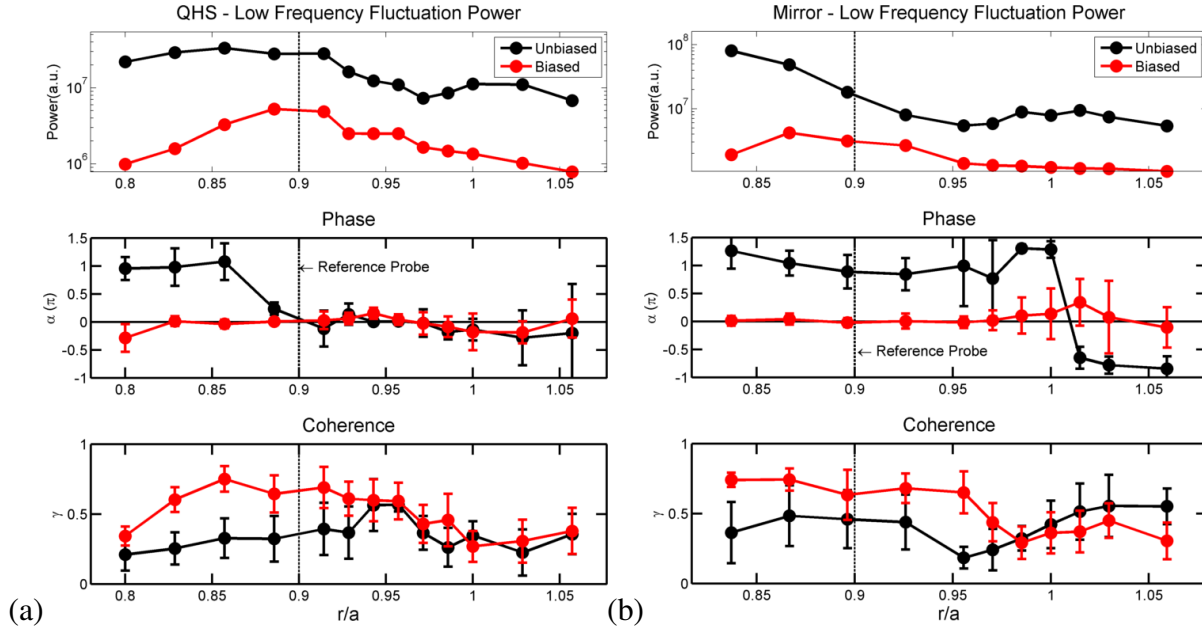 QHS - Low Frequency Fluctuation Power
Power(a.u.)
10^7
10^6
Unbiased
Biased
0.8 0.85 0.9 0.95 1 1.05
Phase
α (π)
1.5
1
0.5
0
-0.5
-1
← Reference Probe
0.8 0.85 0.9 0.95 1 1.05
Coherence
γ
1
0.5
0
0.8 0.85 0.9 0.95 1 1.05
r/a
(a)
Mirror - Low Frequency Fluctuation Power
Power(a.u.)
10^8
10^7
Unbiased
Biased
0.85 0.9 0.95 1 1.05
Phase
α (π)
1.5
1
0.5
0
-0.5
-1
← Reference Probe
0.85 0.9 0.95 1 1.05
Coherence
γ
1
0.5
0
0.85 0.9 0.95 1 1.05
r/a
(b)